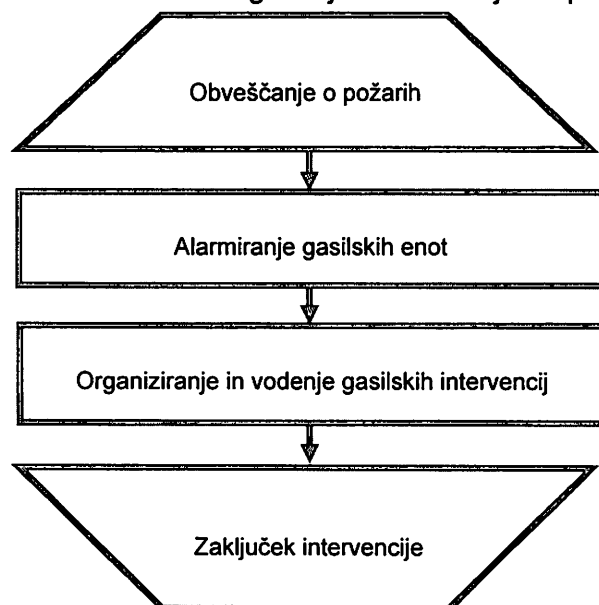 Obveščanje o požarih
Alarmiranje gasilskih enot
Organiziranje in vodenje gasilskih intervencij
Zaključek intervencije